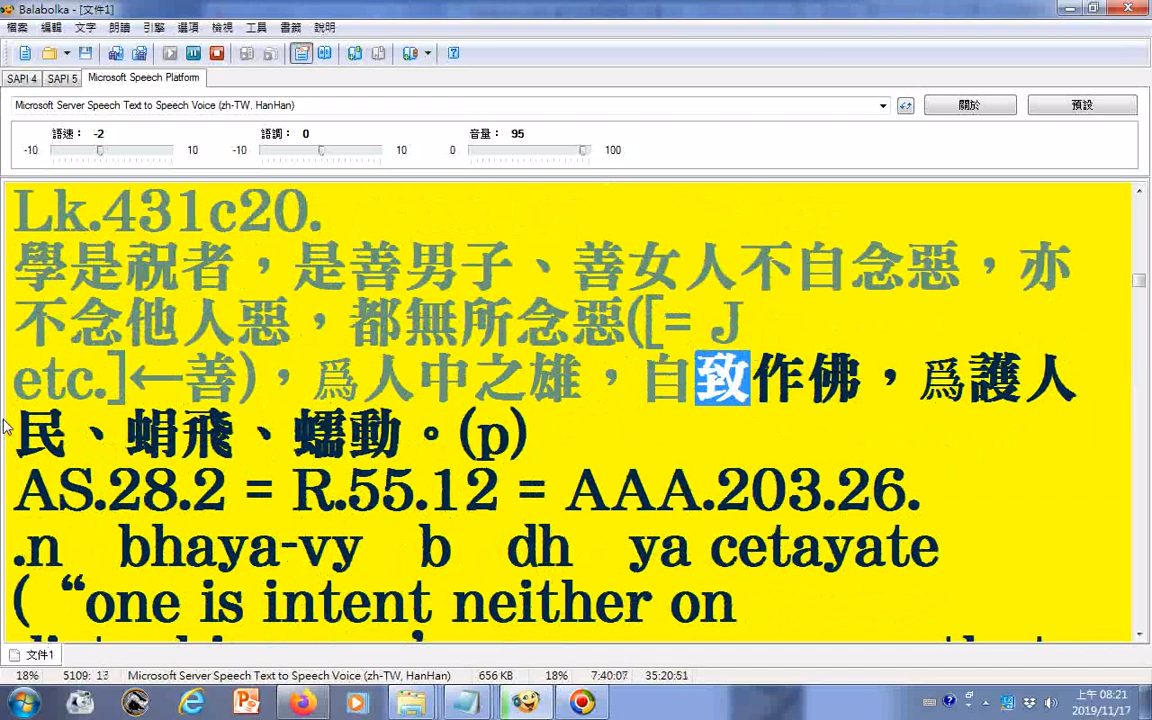 Balabolka - [文件1]
檔案 編輯 文字 朗讀 引擎 選項 檢視 工具 書籤 說明
SAPI 4 SAPI 5 Microsoft Speech Platform
Microsoft Server Speech Text to Speech Voice (zh-TW, HanHan) 關於 預設
語速： -2 語調： 0 音量： 95
-10 10 -10 10 0 100
Lk.431c20.
學是祝者，是善男子、善女人不自念惡，亦
不念他人惡，都無所念惡([= J
etc.]←善)，爲人中之雄，自致作佛，爲護人
民、蜎飛、蠕動。(p)
AS.28.2 = R.55.12 = AAA.203.26.
.n bhaya-vy b dh ya cetayate
( “one is intent neither on
文件1
18% 5109: 13 Microsoft Server Speech Text to Speech Voice (zh-TW, HanHan) 656 KB 18% 7:40:07 35:20:51
上午 08:21
2019/11/17